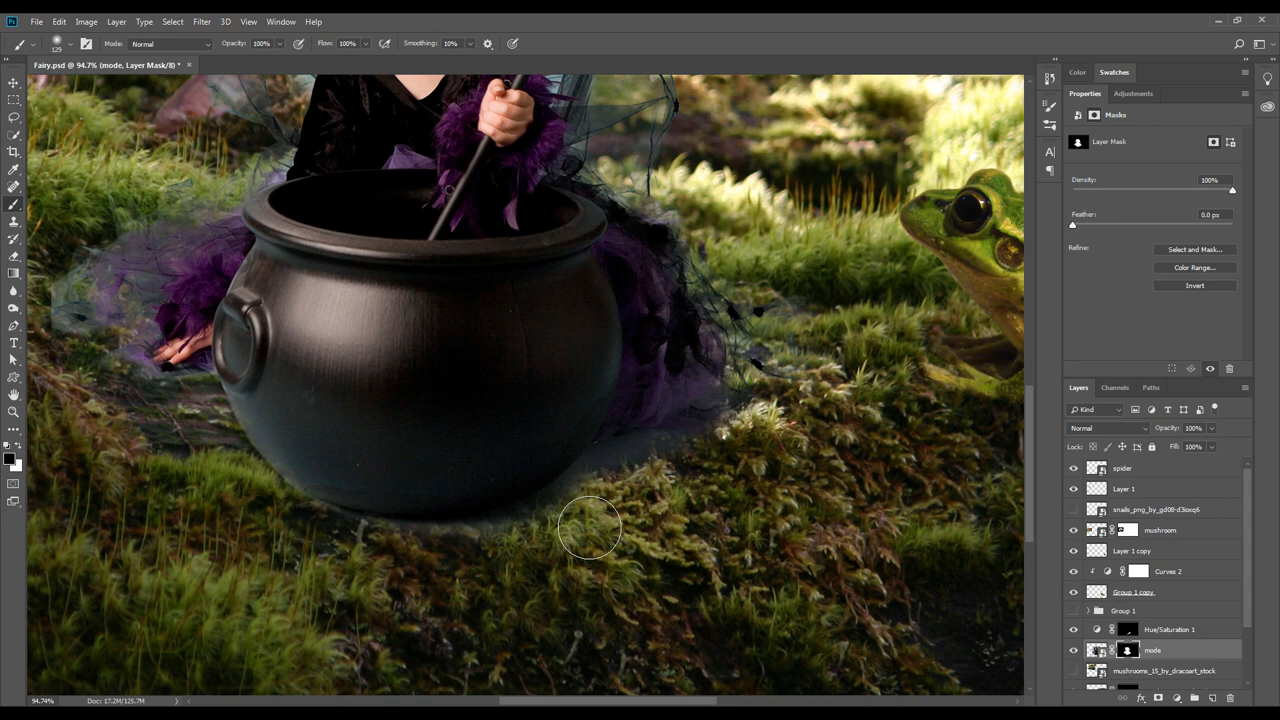 Ps File Edit Image Layer Type Select Filter 3D View Window Help
129 Mode: Normal Opacity: 100% Flow: 100% Smoothing: 10%
Fairy.psd @ 94.7% (mode, Layer Mask/8) * ×
Color Swatches
Properties Adjustments
Masks
Layer Mask
Density: 100%
Feather: 0.0 px
Refine: Select and Mask...
Color Range...
Invert
Layers Channels Paths
Kind
Normal Opacity: 100%
Lock: Fill: 100%
spider
Layer 1
snails_png_by_gd08-d3ioxq6
mushroom
Layer 1 copy
Curves 2
Group 1 copy
Group 1
Hue/Saturation 1
mode
mushrooms_15_by_dracoart_stock
94.74% Doc: 17.2M/125.7M